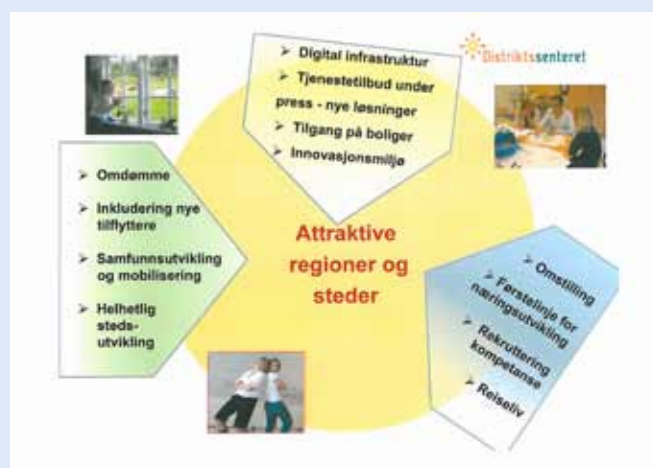 Distriktssenteret
➢ Digital infrastruktur
➢ Tjenestetilbud under
press - nye løsninger
➢ Tilgang på boliger
➢ Innovasjonsmiljø
➢ Omdømme
➢ Inkludering nye
tilflyttere
➢ Samfunnsutvikling
og mobilisering
➢ Helhetlig
steds-
utvikling
Attraktive
regioner og
steder
➢ Omstilling
➢ Førstelinje for
næringsutvikling
➢ Rekruttering
kompetanse
➢ Reiseliv